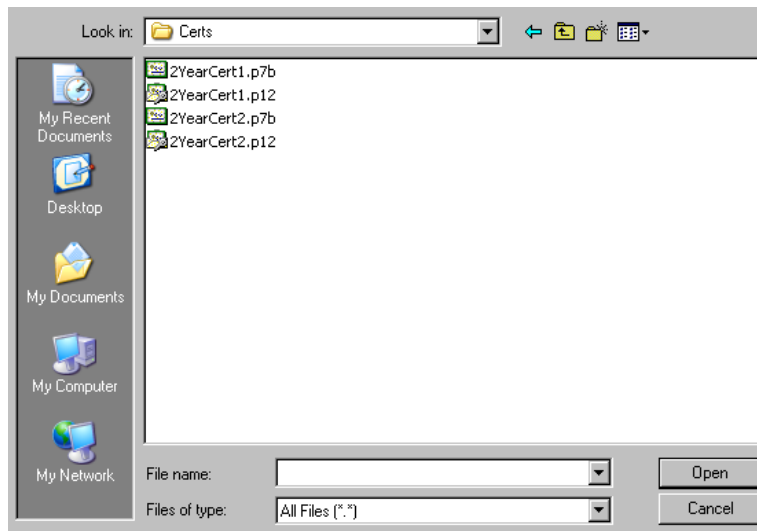 Look in:
Certs
2YearCert1.p7b
2YearCert1.p12
2YearCert2.p7b
2YearCert2.p12
My Recent
Documents
Desktop
My Documents
My Computer
My Network
File name:
Open
Files of type:
All Files (*.*)
Cancel